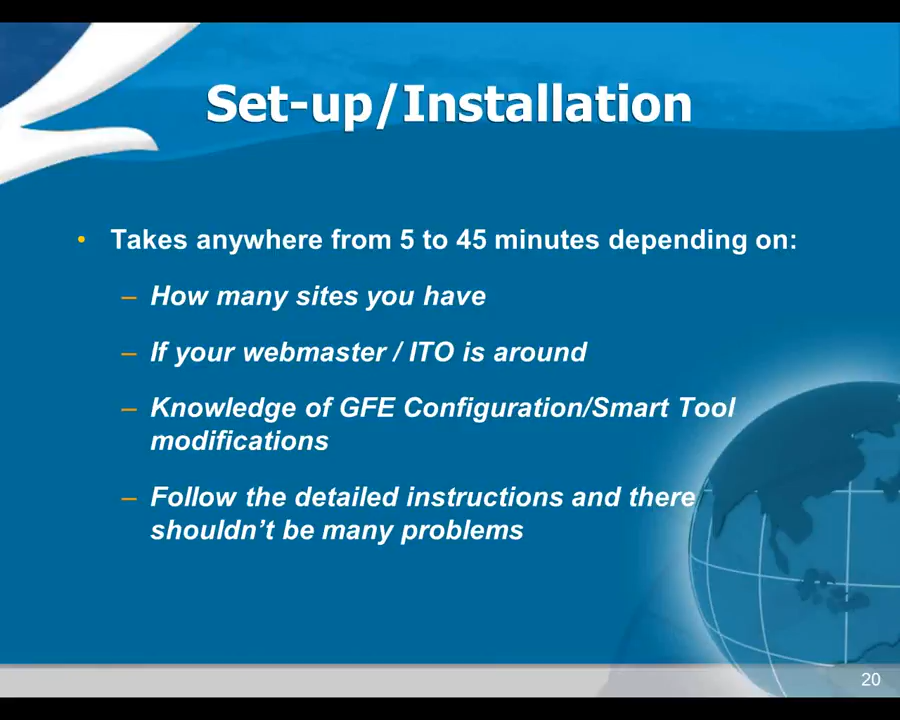 Set-up/Installation
• Takes anywhere from 5 to 45 minutes depending on:
– How many sites you have
– If your webmaster / ITO is around
– Knowledge of GFE Configuration/Smart Tool
modifications
– Follow the detailed instructions and there
shouldn’t be many problems
20